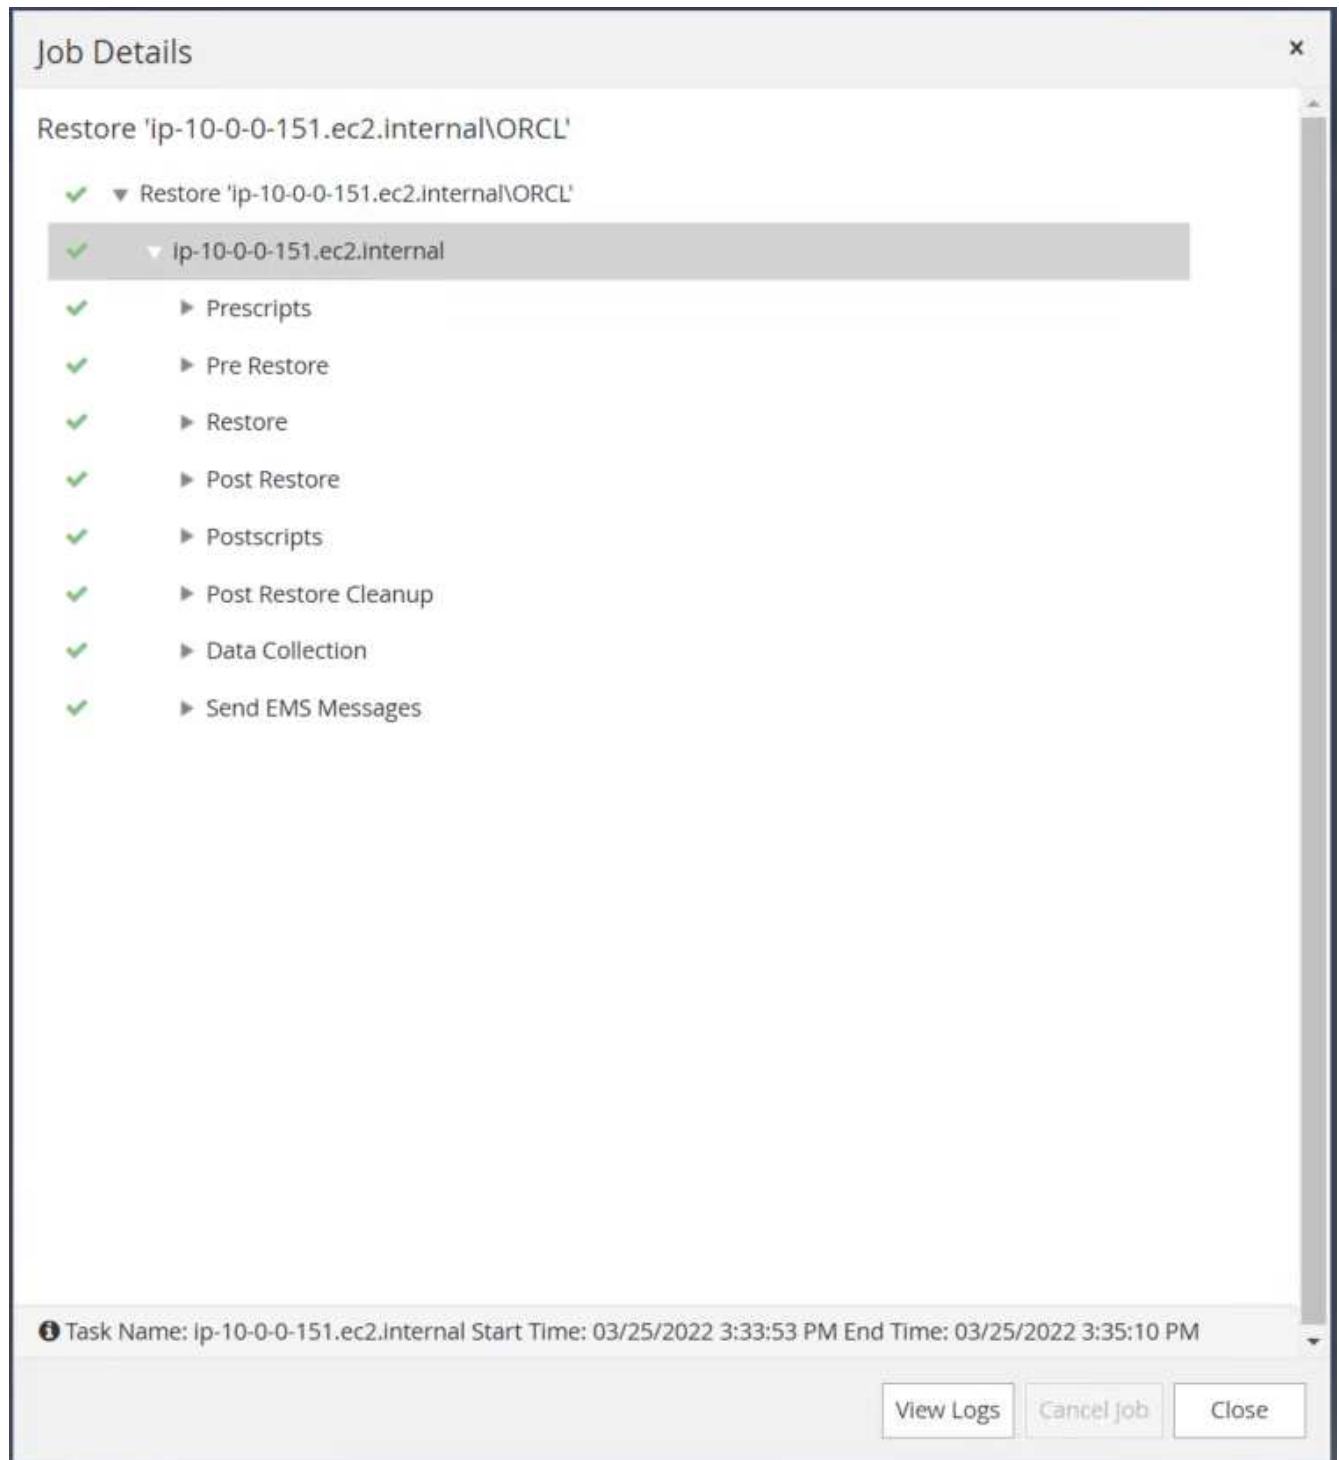 Job Details
×
Restore 'ip-10-0-0-151.ec2.internal\ORCL'
Restore 'ip-10-0-0-151.ec2.internal\ORCL'
ip-10-0-0-151.ec2.internal
Prescripts
Pre Restore
Restore
Post Restore
Postscripts
Post Restore Cleanup
Data Collection
Send EMS Messages
Task Name: ip-10-0-0-151.ec2.internal Start Time: 03/25/2022 3:33:53 PM End Time: 03/25/2022 3:35:10 PM
View Logs Cancel Job Close